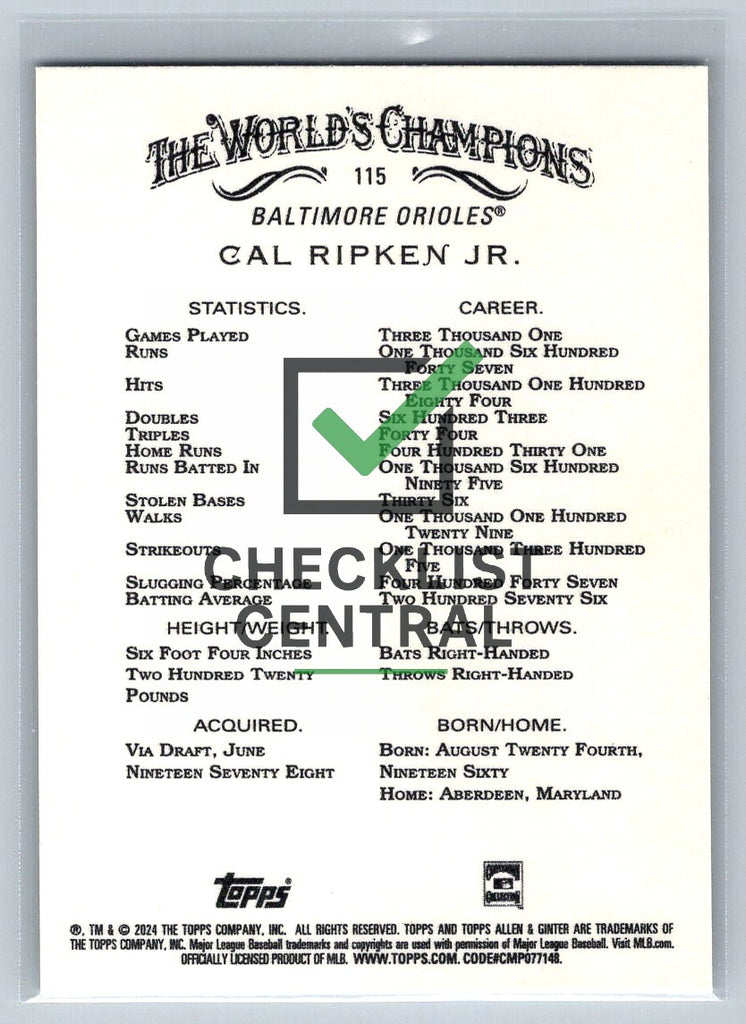 THE WORLD'S CHAMPIONS
115
BALTIMORE ORIOLES®
CAL RIPKEN JR.
STATISTICS. CAREER.
GAMES PLAYED THREE THOUSAND ONE
RUNS ONE THOUSAND SIX HUNDRED
FORTY SEVEN
HITS THREE THOUSAND ONE HUNDRED
EIGHTY FOUR
DOUBLES SIX HUNDRED THREE
TRIPLES FORTY FOUR
HOME RUNS FOUR HUNDRED THIRTY ONE
RUNS BATTED IN ONE THOUSAND SIX HUNDRED
NINETY FIVE
STOLEN BASES THIRTY SIX
WALKS ONE THOUSAND ONE HUNDRED
TWENTY NINE
STRIKEOUTS ONE THOUSAND THREE HUNDRED
FIVE
SLUGGING PERCENTAGE FOUR HUNDRED FORTY SEVEN
BATTING AVERAGE TWO HUNDRED SEVENTY SIX
CHECKLIST
CENTRAL
HEIGHT/WEIGHT. BATS/THROWS.
SIX FOOT FOUR INCHES BATS RIGHT-HANDED
TWO HUNDRED TWENTY THROWS RIGHT-HANDED
POUNDS
ACQUIRED. BORN/HOME.
VIA DRAFT, JUNE BORN: AUGUST TWENTY FOURTH,
NINETEEN SEVENTY EIGHT NINETEEN SIXTY
HOME: ABERDEEN, MARYLAND
topps®
®, TM & © 2024 THE TOPPS COMPANY, INC. ALL RIGHTS RESERVED. TOPPS AND TOPPS ALLEN & GINTER ARE TRADEMARKS OF
THE TOPPS COMPANY, INC. Major League Baseball trademarks and copyrights are used with permission of Major League Baseball. Visit MLB.com.
OFFICIALLY LICENSED PRODUCT OF MLB. WWW.TOPPS.COM. CODE#CMP077148.